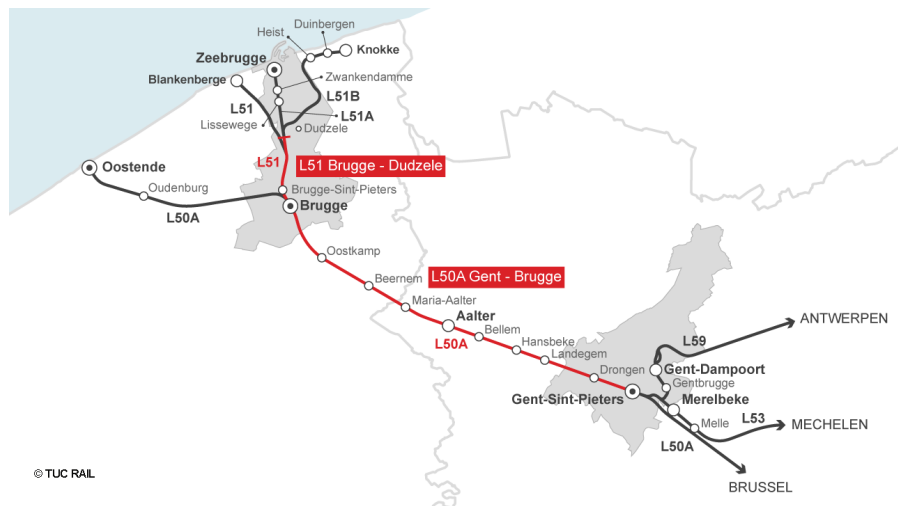 Duinbergen
Heist
Knokke
Zeebrugge
Blankenberge
Zwankendamme
L51B
L51
L51A
Lissewege
Dudzele
L51
L51 Brugge - Dudzele
Oostende
Oudenburg
Brugge-Sint-Pieters
Brugge
L50A
Oostkamp
L50A Gent - Brugge
Beernem
Maria-Aalter
Aalter
L50A
Bellem
Hansbeke
Landegem
Drongen
Gent-Sint-Pieters
ANTWERPEN
L59
Gent-Dampoort
Gentbrugge
Merelbeke
Melle
L53
MECHELEN
L50A
BRUSSEL
© TUC RAIL